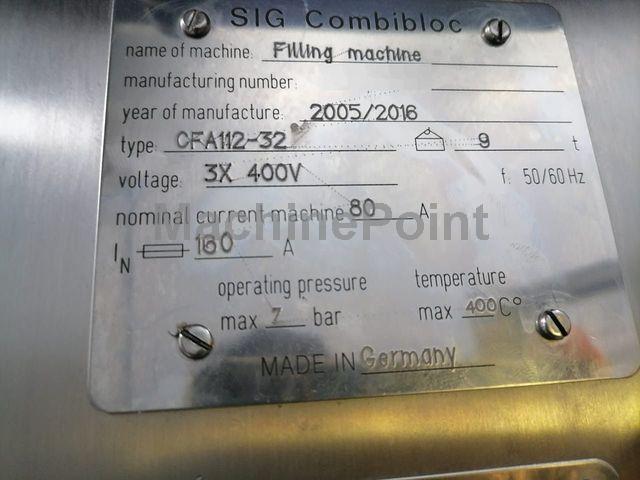 SIG Combibloc
name of machine: Filling machine
manufacturing number:
year of manufacture: 2005/2016
type: CFA112-32 9 t
voltage: 3X 400V f: 50/60 Hz
nominal current machine 80 A
MachinePoint
IN 160 A
operating pressure temperature
max 7 bar max 400 C°
MADE IN Germany